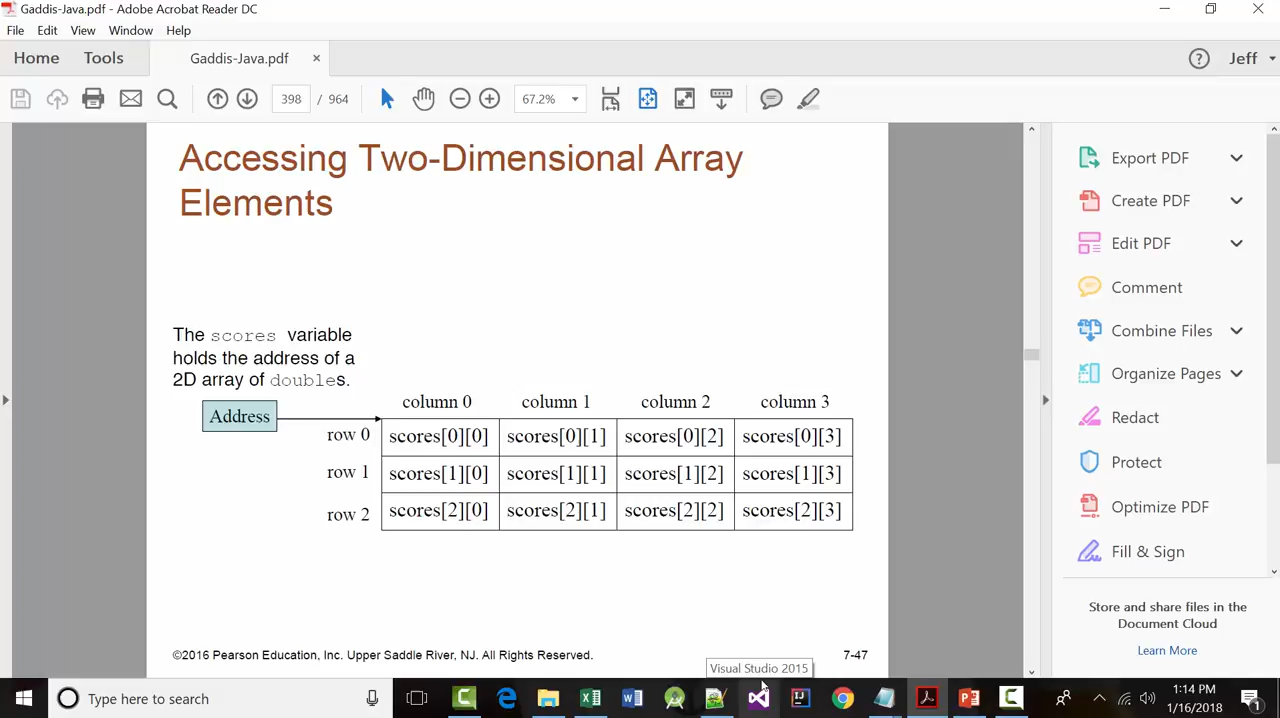 Gaddis-Java.pdf - Adobe Acrobat Reader DC
File Edit View Window Help
Home Tools Gaddis-Java.pdf × ? Jeff
398 / 964 67.2%
Accessing Two-Dimensional Array
Elements
The scores variable
holds the address of a
2D array of doubles.
Address
column 0 column 1 column 2 column 3
row 0 scores[0][0] scores[0][1] scores[0][2] scores[0][3]
row 1 scores[1][0] scores[1][1] scores[1][2] scores[1][3]
row 2 scores[2][0] scores[2][1] scores[2][2] scores[2][3]
©2016 Pearson Education, Inc. Upper Saddle River, NJ. All Rights Reserved. 7-47
Export PDF
Create PDF
Edit PDF
Comment
Combine Files
Organize Pages
Redact
Protect
Optimize PDF
Fill & Sign
Store and share files in the
Document Cloud
Learn More
Visual Studio 2015
Type here to search
1:14 PM
1/16/2018
1